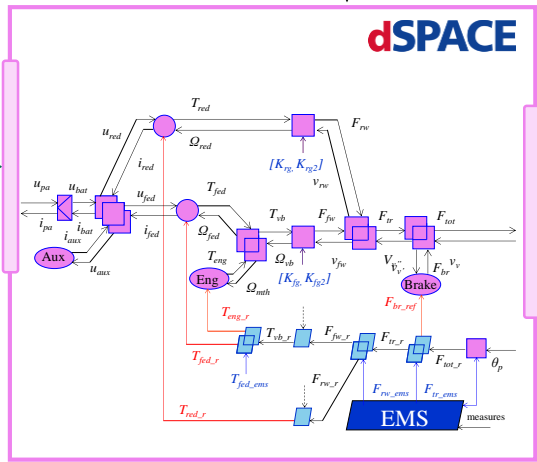 dSPACE
T_red
F_rw
u_red
Ω_red
i_red
[K_rg, K_rg2]
v_rw
u_pa
u_bat
u_fed
T_fed
T_vb
F_fw
F_tr
F_tot
i_pa
i_bat
i_aux
i_fed
Ω_fed
Ω_vb
v_fw
v_v
Aux
u_aux
T_eng
Eng
Ω_mth
[K_fg, K_fg2]
F_br
Brake
T_eng_r
F_br_ref
T_vb_r
F_fw_r
F_tr_r
T_fed_r
F_tot_r
θ_p
T_fed_ems
F_rw_r
F_rw_ems
F_tr_ems
T_red_r
EMS
measures